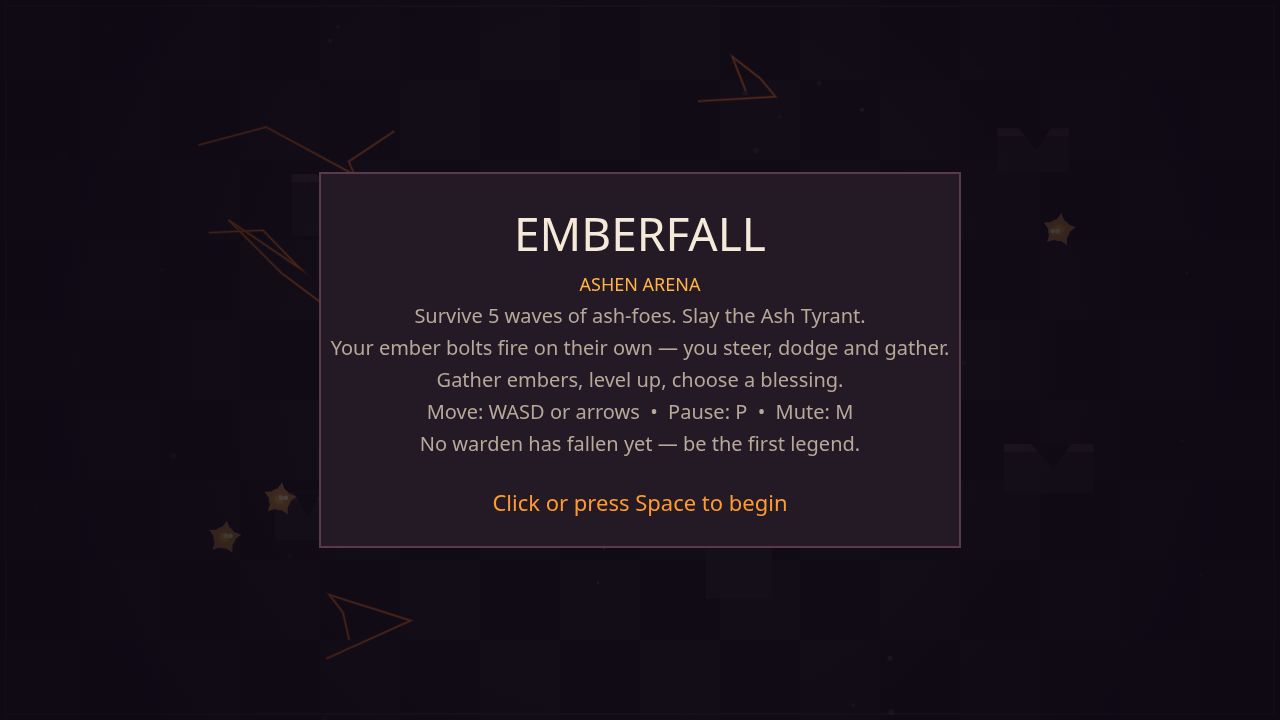 EMBERFALL
ASHEN ARENA
Survive 5 waves of ash-foes. Slay the Ash Tyrant.
Your ember bolts fire on their own — you steer, dodge and gather.
Gather embers, level up, choose a blessing.
Move: WASD or arrows • Pause: P • Mute: M
No warden has fallen yet — be the first legend.
Click or press Space to begin